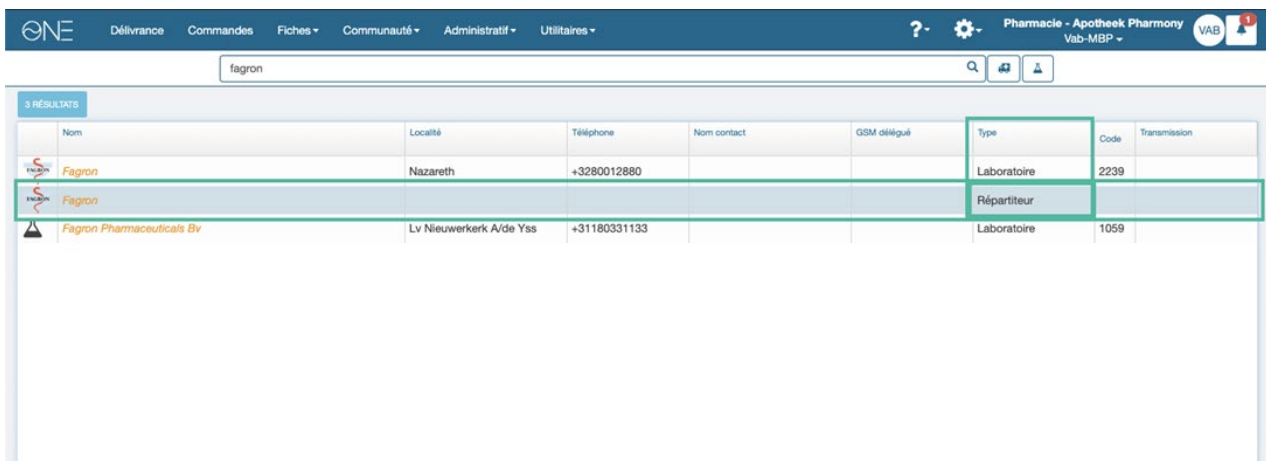 ONE Délivrance Commandes Fiches Communauté Administratif Utilitaires ? Pharmacie - Apotheek Pharmony VAB 1
Vab-MBP
fagron
3 RÉSULTATS
Nom Localité Téléphone Nom contact GSM délégué Type Code Transmission
FAGRON Fagron Nazareth +3280012880 Laboratoire 2239
FAGRON Fagron Répartiteur
Fagron Pharmaceuticals Bv Lv Nieuwerkerk A/de Yss +31180331133 Laboratoire 1059